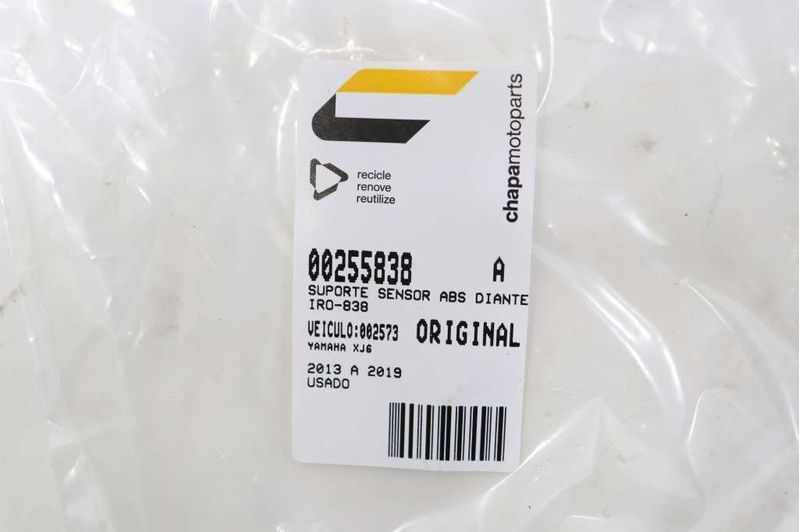 chapamotoparts
recicle
renove
reutilize
00255838 A
SUPORTE SENSOR ABS DIANTE
IRO-838
VEICULO:002573 ORIGINAL
YAMAHA XJ6
2013 A 2019
USADO